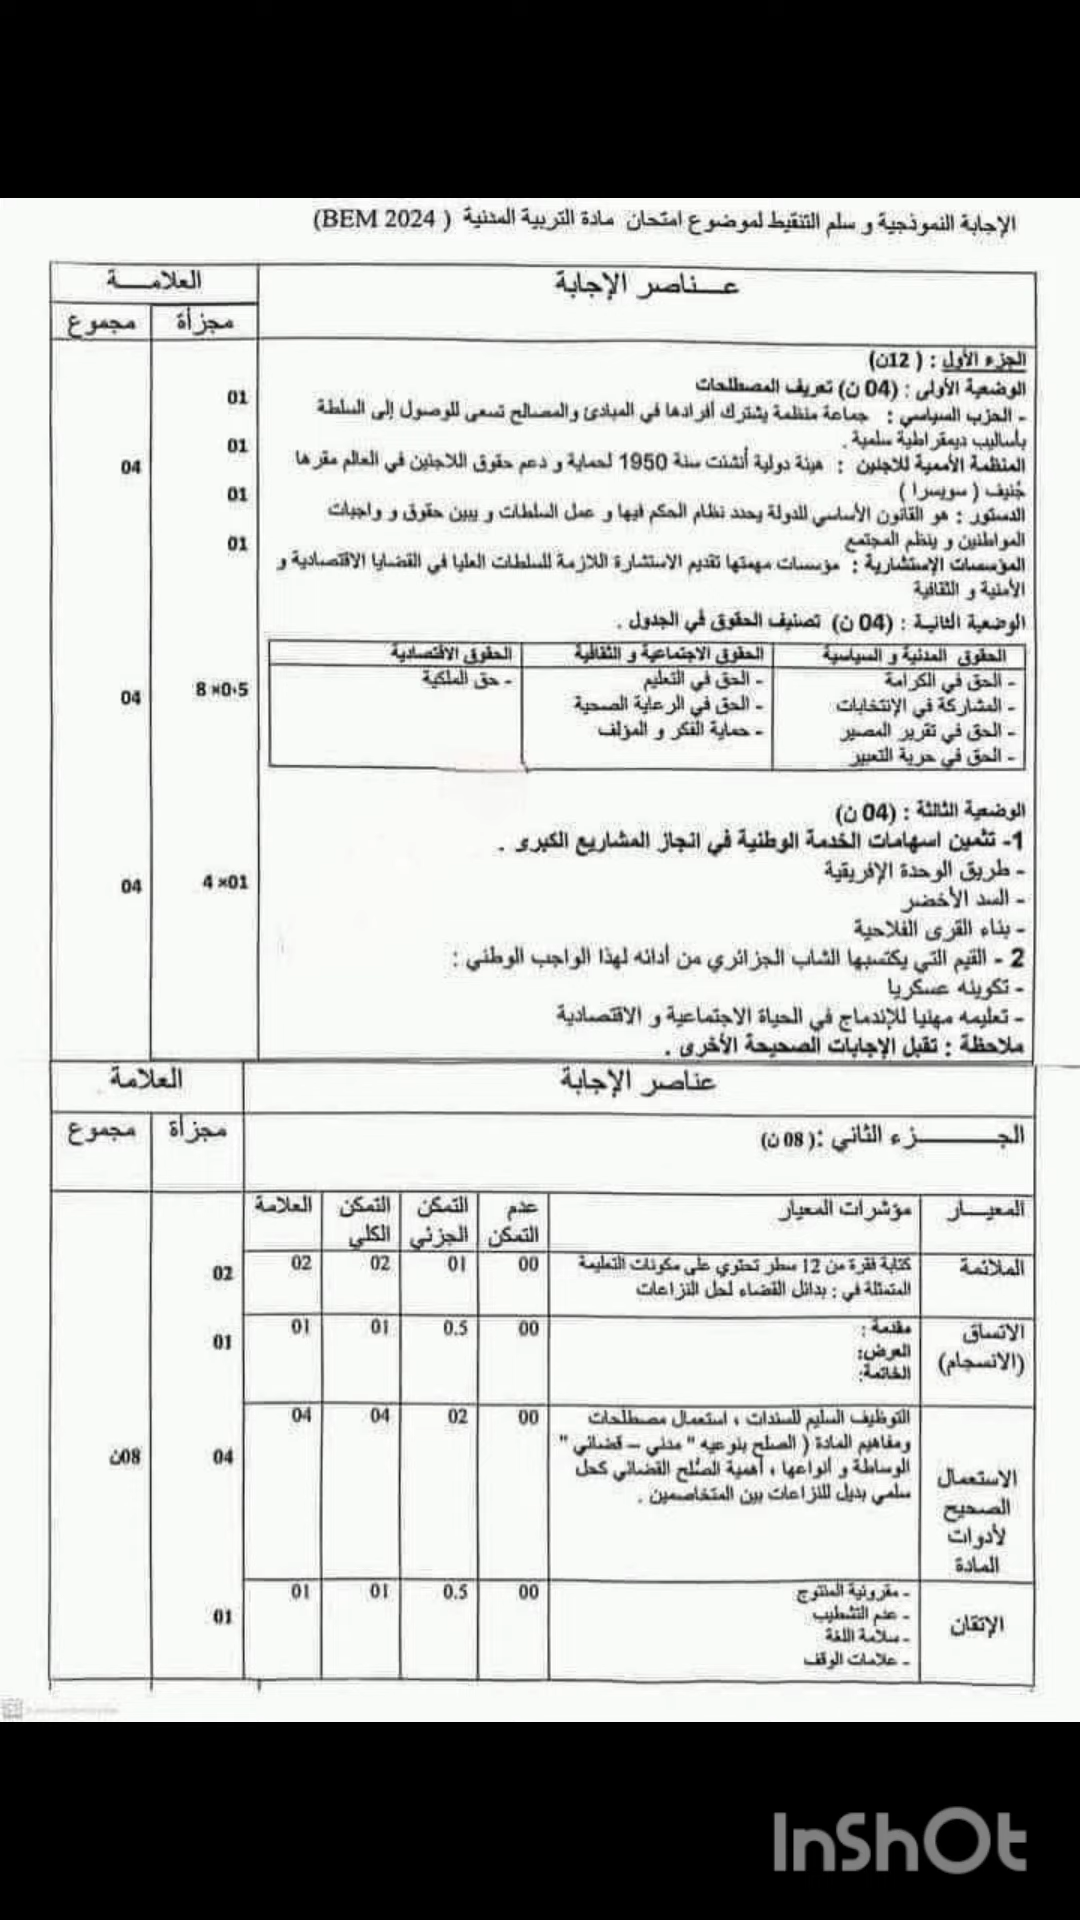 الإجابة النموذجية و سلم التنقيط لموضوع امتحان مادة التربية المدنية ( BEM 2024)
عـــناصر الإجابة
العلامـــة
مجزأة
مجموع
الجزء الأول : ( 12ن)
الوضعية الأولى : (04 ن) تعريف المصطلحات
- الحزب السياسي : جماعة منظمة يشترك أفرادها في المبادئ والمصالح تسعى للوصول إلى السلطة
بأساليب ديمقراطية سلمية .
المنظمة الأممية للاجئين : هيئة دولية أنشئت سنة 1950 لحماية و دعم حقوق اللاجئين في العالم مقرها
جُنيف ( سويسرا )
الدستور : هو القانون الأساسي للدولة يحدد نظام الحكم فيها و عمل السلطات و يبين حقوق و واجبات
المواطنين و ينظم المجتمع
المؤسسات الإستشارية : مؤسسات مهمتها تقديم الاستشارة اللازمة للسلطات العليا في القضايا الاقتصادية و
الأمنية و الثقافية
01
01
01
01
04
الوضعية الثانية : (04 ن) تصنيف الحقوق في الجدول .
الحقوق المدنية و السياسية
الحقوق الاجتماعية و الثقافية
الحقوق الاقتصادية
- الحق في الكرامة
- الحق في التعليم
- حق الملكية
- المشاركة في الإنتخابات
- الحق في الرعاية الصحية
- الحق في تقرير المصير
- حماية الفكر و المؤلف
- الحق في حرية التعبير
8 ×0.5
04
الوضعية الثالثة : (04 ن)
1- تثمين اسهامات الخدمة الوطنية في انجاز المشاريع الكبرى .
- طريق الوحدة الإفريقية
- السد الأخضر
- بناء القرى الفلاحية
2 - القيم التي يكتسبها الشاب الجزائري من أدائه لهذا الواجب الوطني :
- تكوينه عسكريا
- تعليمه مهنيا للإندماج في الحياة الاجتماعية و الاقتصادية
ملاحظة : تقبل الإجابات الصحيحة الأخرى .
4 ×01
04
عناصر الإجابة
العلامة
الجـــــــــزء الثاني :( 08 ن)
مجزأة
مجموع
المعيـــار
مؤشرات المعيار
عدم التمكن
التمكن الجزئي
التمكن الكلي
العلامة
الملائمة
كتابة فقرة من 12 سطر تحتوي على مكونات التعليمة
المتمثلة في : بدائل القضاء لحل النزاعات
00
01
02
02
02
الاتساق
(الانسجام)
مقدمة :
العرض:
الخاتمة:
00
0.5
01
01
01
الاستعمال
الصحيح
لأدوات
المادة
التوظيف السليم للسندات ، استعمال مصطلحات
ومفاهيم المادة ( الصلح بنوعيه " مدني – قضائي "
الوساطة و أنواعها ، أهمية الصُلح القضائي كحل
سلمي بديل للنزاعات بين المتخاصمين .
00
02
04
04
04
08ن
الإتقان
- مقروئية المنتوج
- عدم التشطيب
- سلامة اللغة
- علامات الوقف
00
0.5
01
01
01
InShOt